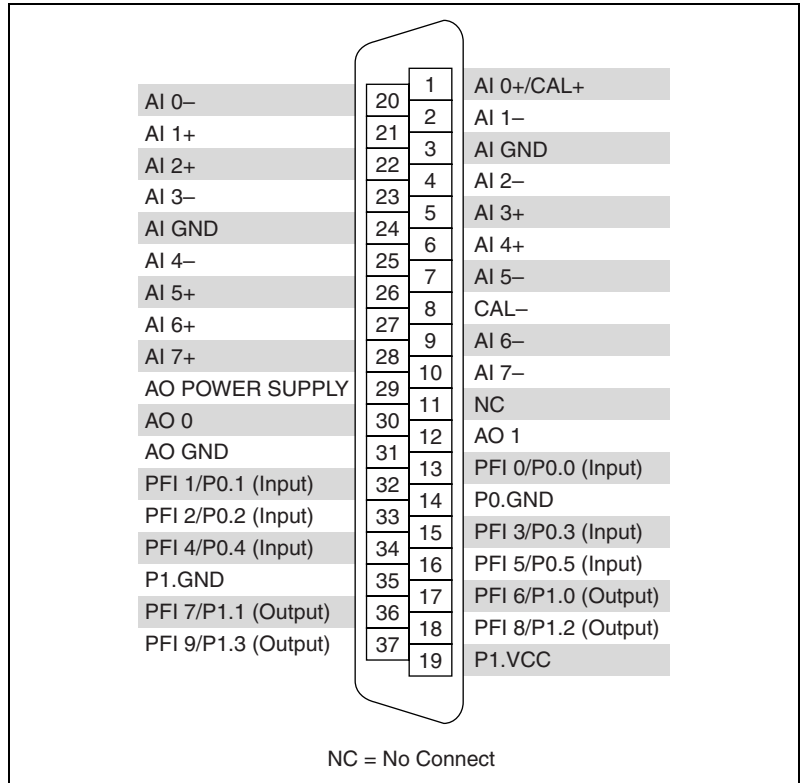 AI 0–
AI 1+
AI 2+
AI 3–
AI GND
AI 4–
AI 5+
AI 6+
AI 7+
AO POWER SUPPLY
AO 0
AO GND
PFI 1/P0.1 (Input)
PFI 2/P0.2 (Input)
PFI 4/P0.4 (Input)
P1.GND
PFI 7/P1.1 (Output)
PFI 9/P1.3 (Output)
20
21
22
23
24
25
26
27
28
29
30
31
32
33
34
35
36
37
1
2
3
4
5
6
7
8
9
10
11
12
13
14
15
16
17
18
19
AI 0+/CAL+
AI 1–
AI GND
AI 2–
AI 3+
AI 4+
AI 5–
CAL–
AI 6–
AI 7–
NC
AO 1
PFI 0/P0.0 (Input)
P0.GND
PFI 3/P0.3 (Input)
PFI 5/P0.5 (Input)
PFI 6/P1.0 (Output)
PFI 8/P1.2 (Output)
P1.VCC
NC = No Connect